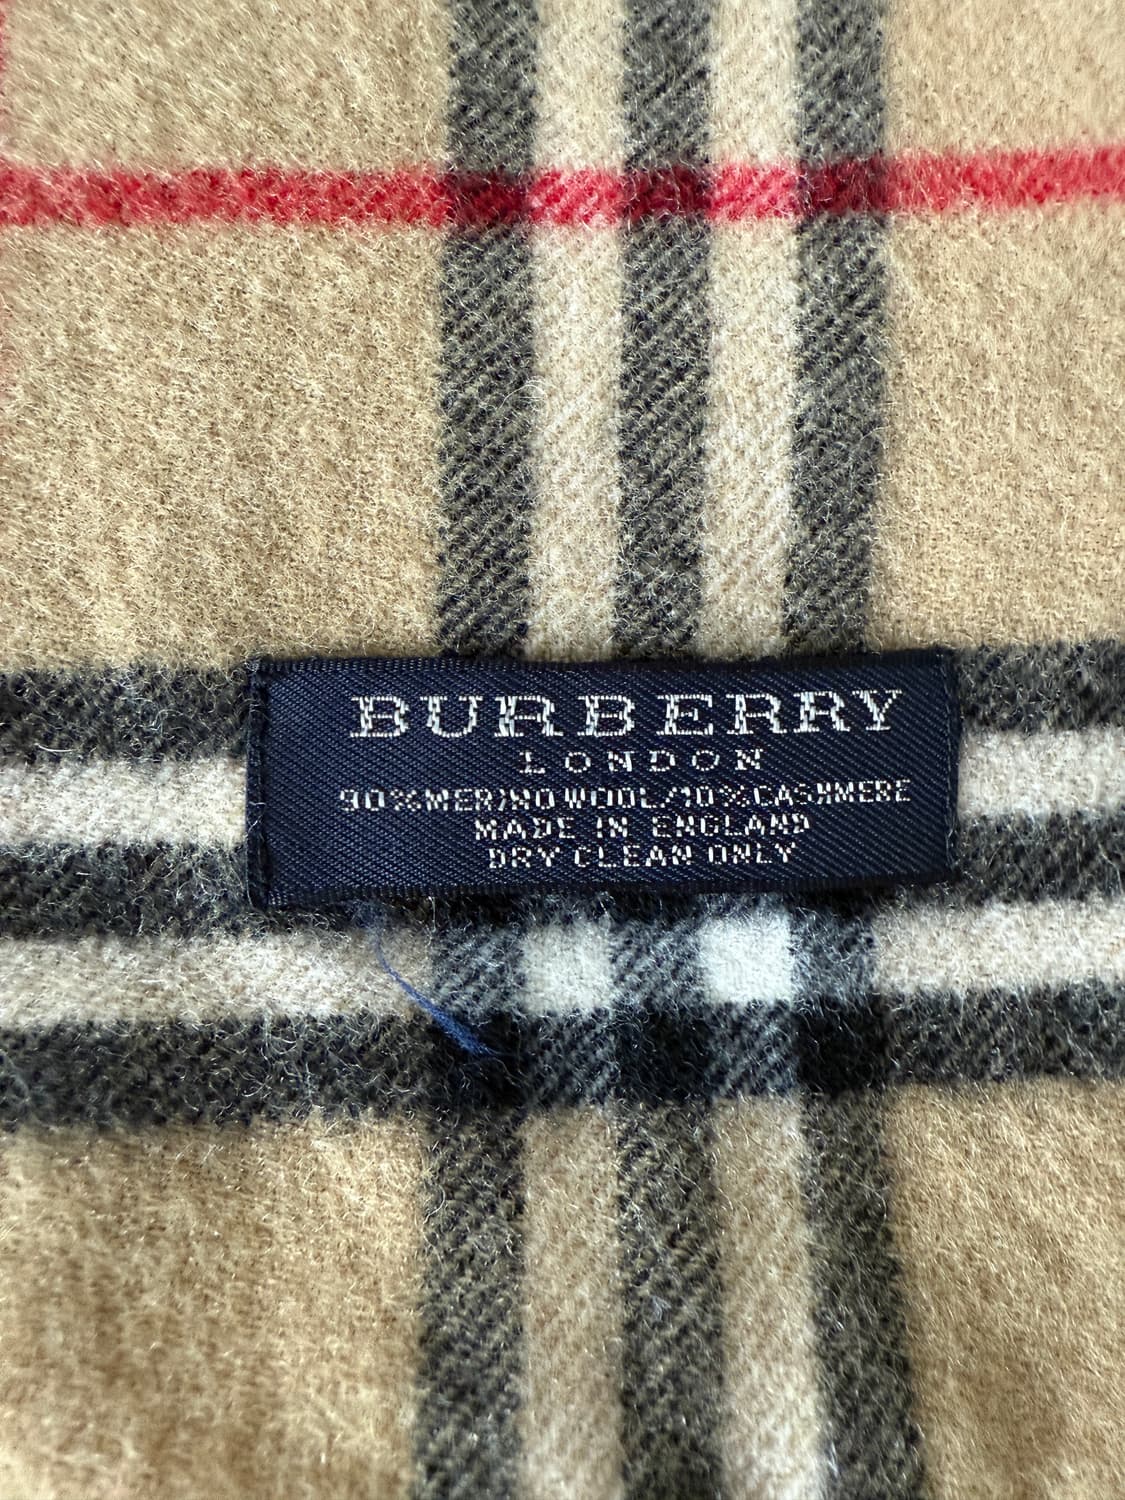 BURBERRY
LONDON
90%MERINO WOOL/10%CASHMERE
MADE IN ENGLAND
DRY CLEAN ONLY